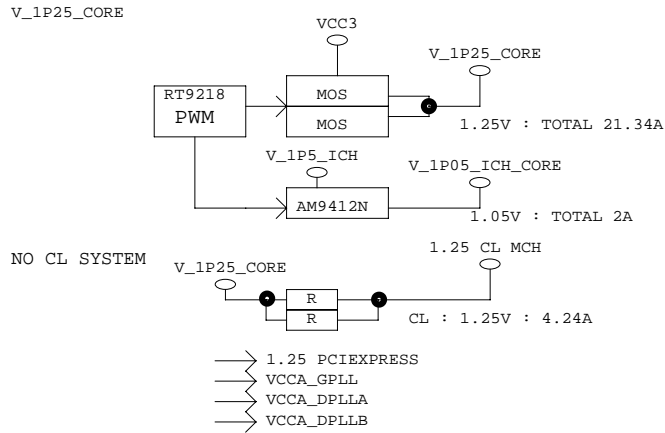 V_1P25_CORE
VCC3
V_1P25_CORE
RT9218
PWM
MOS
MOS
1.25V : TOTAL 21.34A
V_1P5_ICH
V_1P05_ICH_CORE
AM9412N
1.05V : TOTAL 2A
NO CL SYSTEM
1.25 CL MCH
V_1P25_CORE
R
R
CL : 1.25V : 4.24A
1.25 PCIEXPRESS
VCCA_GPLL
VCCA_DPLLA
VCCA_DPLLB